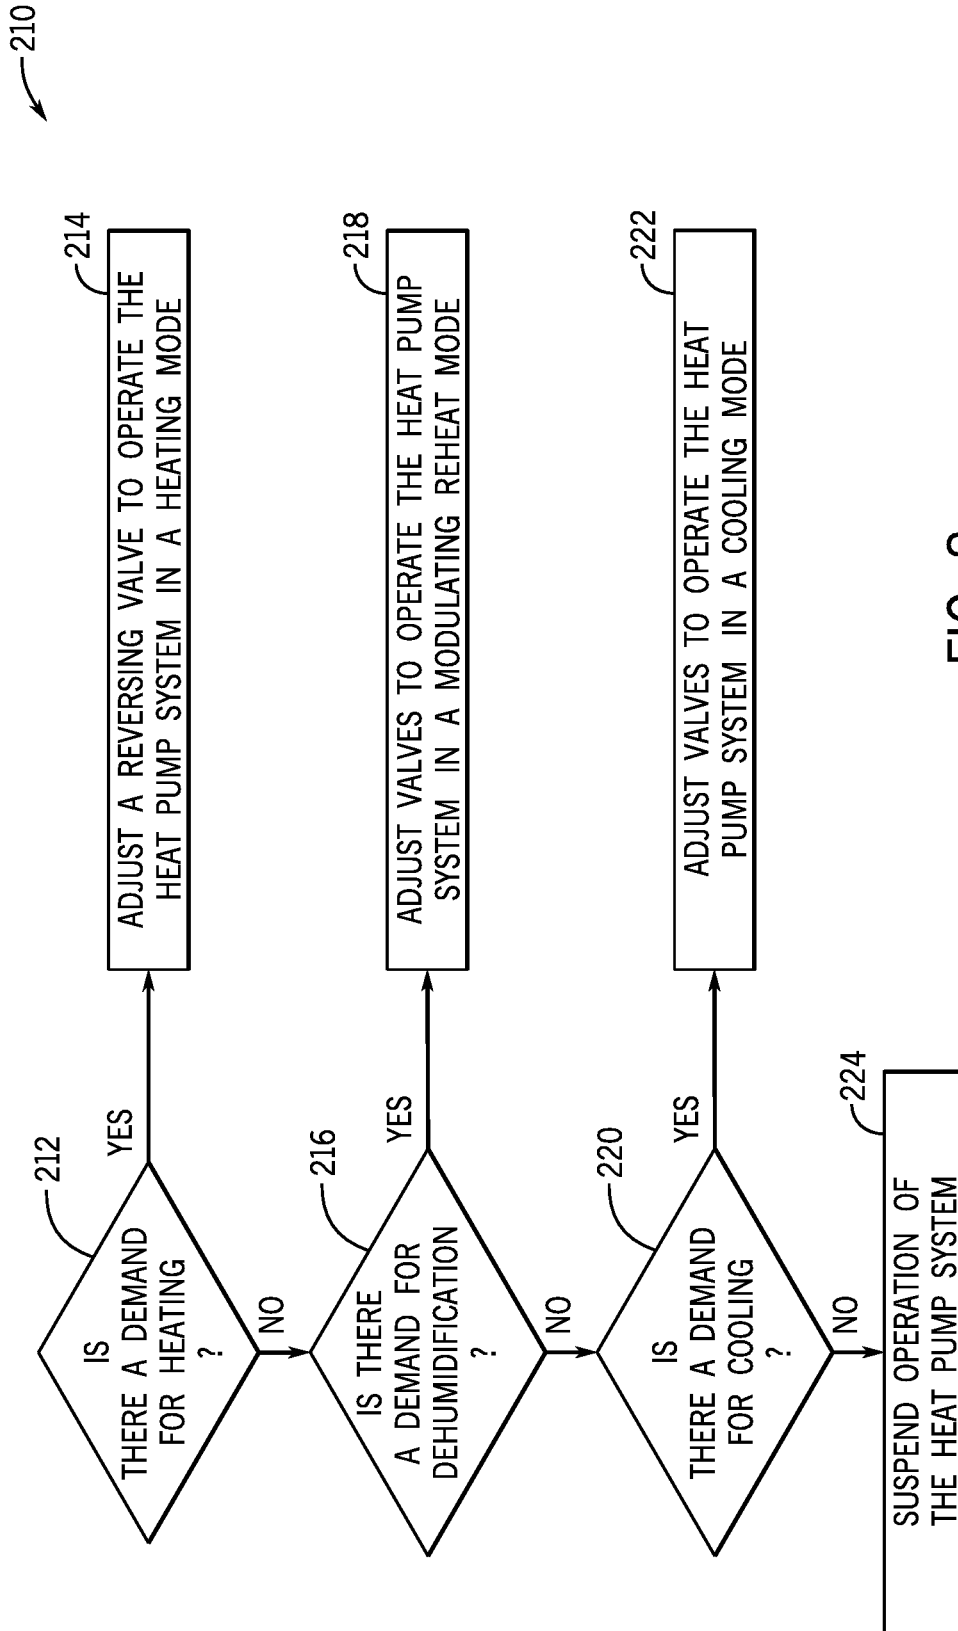 210
212
IS
THERE A DEMAND
FOR HEATING
?
YES
214
ADJUST A REVERSING VALVE TO OPERATE THE
HEAT PUMP SYSTEM IN A HEATING MODE
NO
216
IS THERE
A DEMAND FOR
DEHUMIDIFICATION
?
YES
218
ADJUST VALVES TO OPERATE THE HEAT PUMP
SYSTEM IN A MODULATING REHEAT MODE
NO
220
IS
THERE A DEMAND
FOR COOLING
?
YES
222
ADJUST VALVES TO OPERATE THE HEAT
PUMP SYSTEM IN A COOLING MODE
NO
224
SUSPEND OPERATION OF
THE HEAT PUMP SYSTEM
FIG.